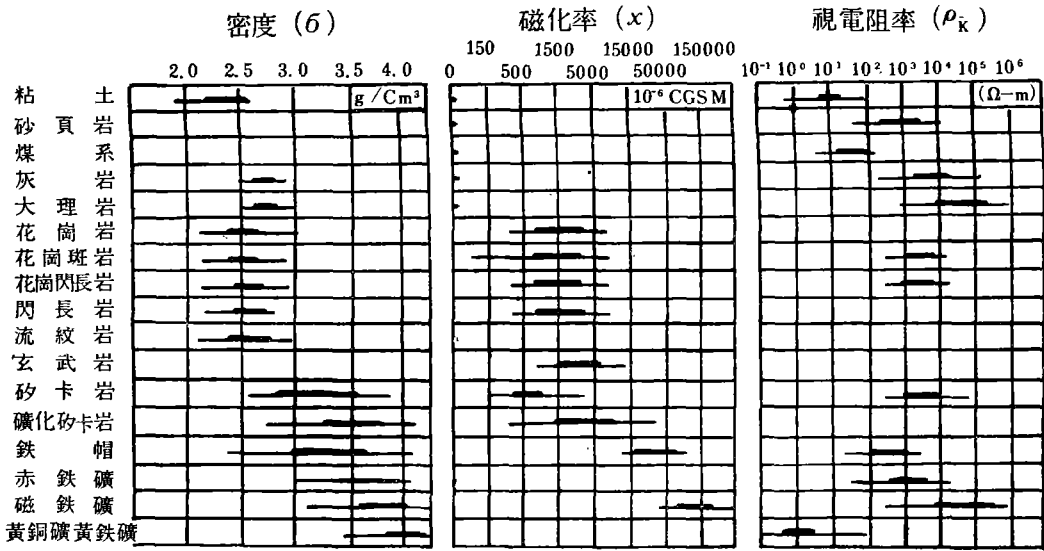 密度 (б) 磁化率 (x) 視電阻率 (ρk)
150 1500 15000 150000
2.0 2.5 3.0 3.5 4.0 0 500 5000 50000 10⁻¹ 10⁰ 10¹ 10² 10³ 10⁴ 10⁵ 10⁶
粘土 g/Cm³ 10⁻⁶ CGSM (Ω-m)
砂頁岩
煤系
灰岩
大理岩
花崗岩
花崗斑岩
花崗閃長岩
閃長岩
流紋岩
玄武岩
矽卡岩
礦化矽卡岩
鉄帽
赤鉄礦
磁鉄礦
黃銅礦黃鉄礦